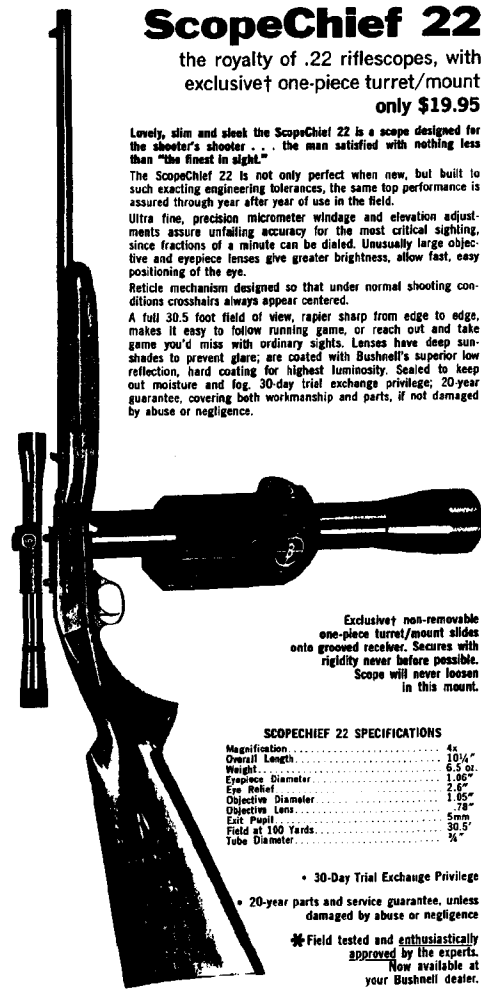 ScopeChief 22
the royalty of .22 riflescopes, with
exclusive† one-piece turret/mount
only $19.95
Lovely, slim and sleek the ScopeChief 22 is a scope designed for
the shooter's shooter . . . the man satisfied with nothing less
than "the finest in sight."
The ScopeChief 22 is not only perfect when new, but built to
such exacting engineering tolerances, the same top performance is
assured through year after year of use in the field.
Ultra fine, precision micrometer windage and elevation adjust-
ments assure unfailing accuracy for the most critical sighting,
since fractions of a minute can be dialed. Unusually large objec-
tive and eyepiece lenses give greater brightness, allow fast, easy
positioning of the eye.
Reticle mechanism designed so that under normal shooting con-
ditions crosshairs always appear centered.
A full 30.5 foot field of view, rapier sharp from edge to edge,
makes it easy to follow running game, or reach out and take
game you'd miss with ordinary sights. Lenses have deep sun-
shades to prevent glare; are coated with Bushnell's superior low
reflection, hard coating for highest luminosity. Sealed to keep
out moisture and fog. 30-day trial exchange privilege; 20-year
guarantee, covering both workmanship and parts, if not damaged
by abuse or negligence.
B
Exclusive† non-removable
one-piece turret/mount slides
onto grooved receiver. Secures with
rigidity never before possible.
Scope will never loosen
in this mount.
SCOPECHIEF 22 SPECIFICATIONS
Magnification 4x
Overall Length 10¼"
Weight 6.5 oz.
Eyepiece Diameter 1.06"
Eye Relief 2.6"
Objective Diameter 1.05"
Objective Lens .78"
Exit Pupil 5mm
Field at 100 Yards 30.5'
Tube Diameter ¾"
• 30-Day Trial Exchange Privilege
• 20-year parts and service guarantee, unless
damaged by abuse or negligence
✱Field tested and enthusiastically
approved by the experts.
Now available at
your Bushnell dealer.